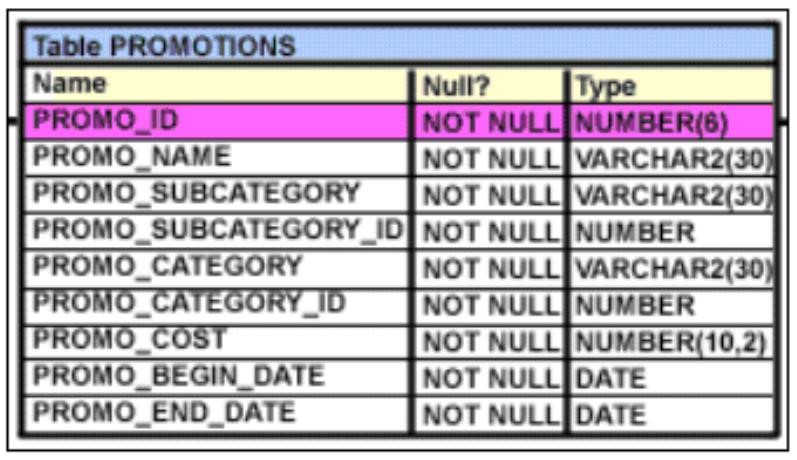 Table PROMOTIONS
Name Null? Type
PROMO_ID NOT NULL NUMBER(6)
PROMO_NAME NOT NULL VARCHAR2(30)
PROMO_SUBCATEGORY NOT NULL VARCHAR2(30)
PROMO_SUBCATEGORY_ID NOT NULL NUMBER
PROMO_CATEGORY NOT NULL VARCHAR2(30)
PROMO_CATEGORY_ID NOT NULL NUMBER
PROMO_COST NOT NULL NUMBER(10,2)
PROMO_BEGIN_DATE NOT NULL DATE
PROMO_END_DATE NOT NULL DATE